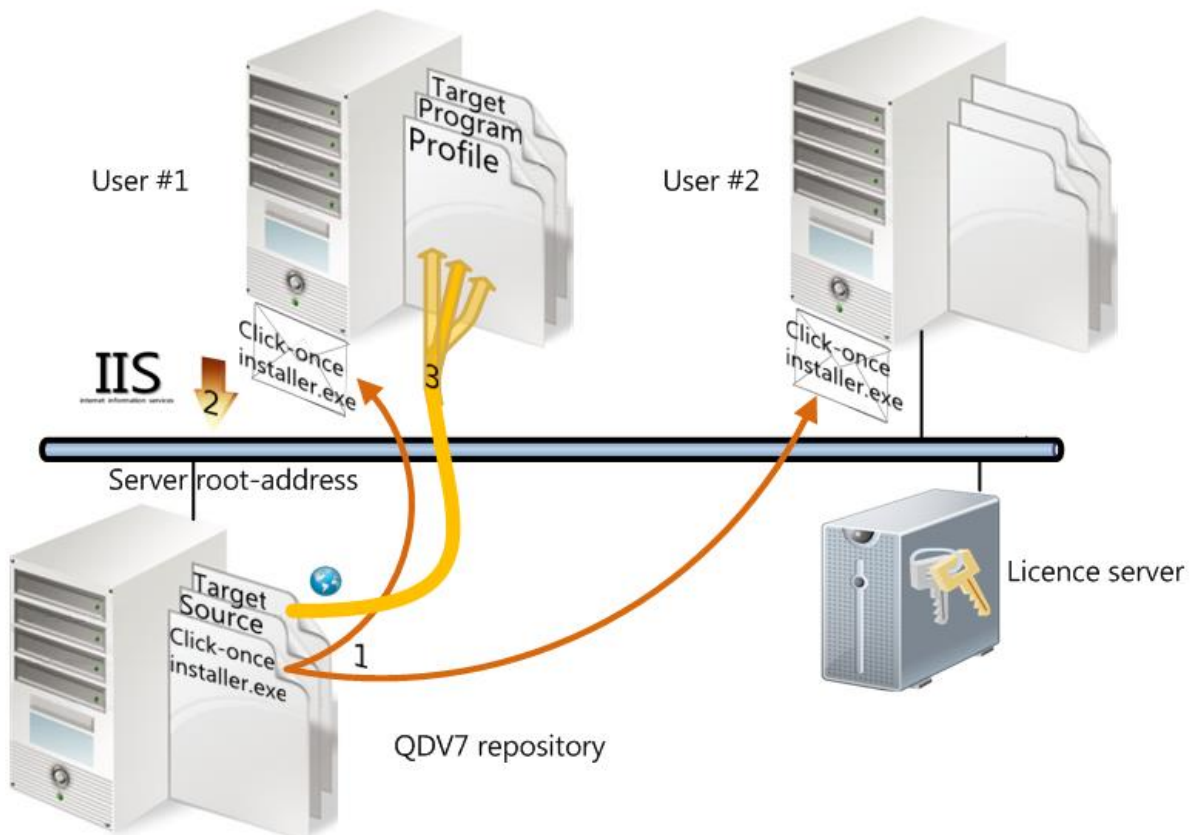 Target
Program
Profile
User #1
User #2
Click-once
installer.exe
Click-once
installer.exe
IIS
internet information services
2
3
Server root-address
Target
Source
Click-once
installer.exe
1
Licence server
QDV7 repository